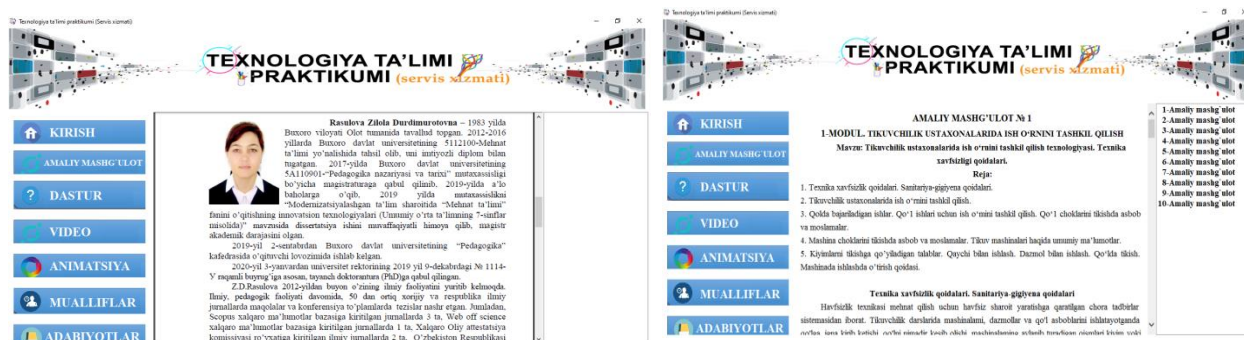 Texnologiya ta'limi praktikumi (Servis xizmati)
TEXNOLOGIYA TA'LIMI
PRAKTIKUMI (servis xizmati)
KIRISH
AMALIY MASHG'ULOT
DASTUR
VIDEO
ANIMATSIYA
MUALLIFLAR
ADABIYOTLAR
Rasulova Zilola Durdimurotovna – 1983 yilda
Buxoro viloyati Olot tumanida tavallud topgan. 2012-2016
yillarda Buxoro davlat universitetining 5112100-Mehnat
ta'limi yo'nalishida tahsil olib, uni imtiyozli diplom bilan
tugatgan. 2017-yilda Buxoro davlat universitetining
5A110901-"Pedagogika nazariyasi va tarixi" mutaxassisligi
bo'yicha magistraturaga qabul qilinib. 2019-yilda a'lo
baholarga o'qib, 2019 yilda mutaxassislikni
"Modernizatsiyalashgan ta'lim sharoitida "Mehnat ta'limi"
fanini o'qitishning innovatsion texnologiyalari (Umumiy o'rta ta'limning 7-sinflar
misolida)" mavzusida dissertatsiya ishini muvaffaqiyatli himoya qilib, magistr
akademik darajasini olgan.
2019-yil 2-sentabrdan Buxoro davlat universitetining "Pedagogika"
kafedrasida o'qituvchi lovozimida ishlab kelgan.
2020-yil 3-yanvardan universitet rektorining 2019 yil 9-dekabrdagi № 1114-
Y raqamli buyrug'iga asosan, tayanch doktorantura (PhD)ga qabul qilingan.
Z.D.Rasulova 2012-yildan buyon o'zining ilmiy faoliyatini yuritib kelmoqda.
Ilmiy, pedagogik faoliyati davomida, 50 dan ortiq xorijiy va respublika ilmiy
jurnallarda maqolalar va konferensiya to'plamlarda tezislar nashr etgan. Jumladan,
Scopus xalqaro ma'lumotlar bazasiga kiritilgan jurnallarda 3 ta, Web off science
xalqaro ma'lumotlar bazasiga kiritilgan jurnallarda 1 ta, Xalqaro Oliy attestatsiya
komissiyasi ro'yxatiga kiritilgan ilmiy jurnallarda 2 ta, O'zbekiston Respublikasi
Texnologiya ta'limi praktikumi (Servis xizmati)
TEXNOLOGIYA TA'LIMI
PRAKTIKUMI (servis xizmati)
KIRISH
AMALIY MASHG'ULOT
DASTUR
VIDEO
ANIMATSIYA
MUALLIFLAR
ADABIYOTLAR
AMALIY MASHG'ULOT № 1
1-MODUL. TIKUVCHILIK USTAXONALARIDA ISH O'RNINI TASHKIL QILISH
Mavzu: Tikuvchilik ustaxonalarida ish o'rnini tashkil qilish texnologiyasi. Texnika
xavfsizligi qoidalari.
Reja:
1. Texnika xavfsizlik qoidalari. Sanitariya-gigiyena qoidalari.
2. Tikuvchilik ustaxonalarida ish o'rnini tashkil qilish.
3. Qolda bajariladigan ishlar. Qo'l ishlari uchun ish o'rnini tashkil qilish. Qo'l choklarini tikishda asbob
va moslamalar.
4. Mashina choklarini tikishda asbob va moslamalar. Tikuv mashinalari haqida umumiy ma'lumotlar.
5. Kiyimlarni tikishga qo'yiladigan talablar. Qaychi bilan ishlash. Dazmol bilan ishlash. Qo'lda tikish.
Mashinada ishlashda o'tirish qoidasi.
Texnika xavfsizlik qoidalari. Sanitariya-gigiyena qoidalari
Havfsizlik texnikasi mehnat qilish uchun havfsiz sharoit yaratishga qaratilgan chora tadbirlar
sistemasidan iborat. Tikuvchilik darslarida mashinalarni, dazmollar va qo'l asboblarini ishlatayotganda
1-Amaliy mashg'ulot
2-Amaliy mashg'ulot
3-Amaliy mashg'ulot
4-Amaliy mashg'ulot
5-Amaliy mashg'ulot
6-Amaliy mashg'ulot
7-Amaliy mashg'ulot
8-Amaliy mashg'ulot
9-Amaliy mashg'ulot
10-Amaliy mashg'ulot